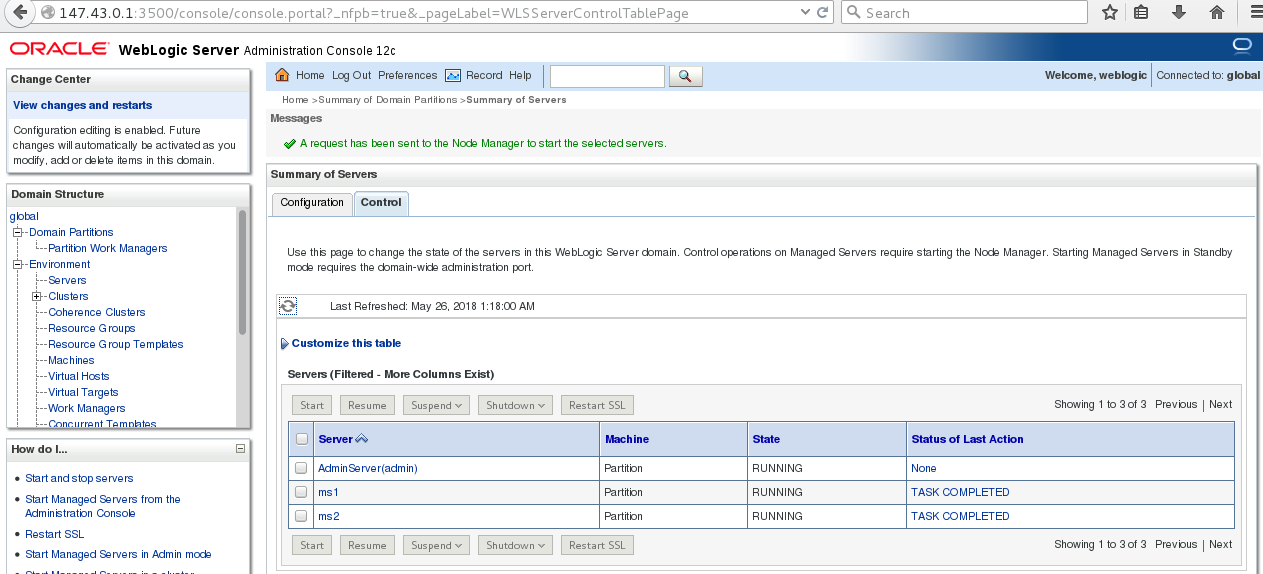 147.43.0.1:3500/console/console.portal?_nfpb=true&_pageLabel=WLSServerControlTablePage
Search
ORACLE WebLogic Server Administration Console 12c
Change Center
View changes and restarts
Configuration editing is enabled. Future
changes will automatically be activated as you
modify, add or delete items in this domain.
Domain Structure
global
Domain Partitions
Partition Work Managers
Environment
Servers
Clusters
Coherence Clusters
Resource Groups
Resource Group Templates
Machines
Virtual Hosts
Virtual Targets
Work Managers
Concurrent Templates
How do I...
Start and stop servers
Start Managed Servers from the
Administration Console
Restart SSL
Start Managed Servers in Admin mode
Start Managed Servers in a cluster
Home Log Out Preferences Record Help
Welcome, weblogic Connected to: global
Home >Summary of Domain Partitions >Summary of Servers
Messages
A request has been sent to the Node Manager to start the selected servers.
Summary of Servers
Configuration Control
Use this page to change the state of the servers in this WebLogic Server domain. Control operations on Managed Servers require starting the Node Manager. Starting Managed Servers in Standby
mode requires the domain-wide administration port.
Last Refreshed: May 26, 2018 1:18:00 AM
Customize this table
Servers (Filtered - More Columns Exist)
Start Resume Suspend Shutdown Restart SSL Showing 1 to 3 of 3 Previous | Next
Server Machine State Status of Last Action
AdminServer(admin) Partition RUNNING None
ms1 Partition RUNNING TASK COMPLETED
ms2 Partition RUNNING TASK COMPLETED
Start Resume Suspend Shutdown Restart SSL Showing 1 to 3 of 3 Previous | Next